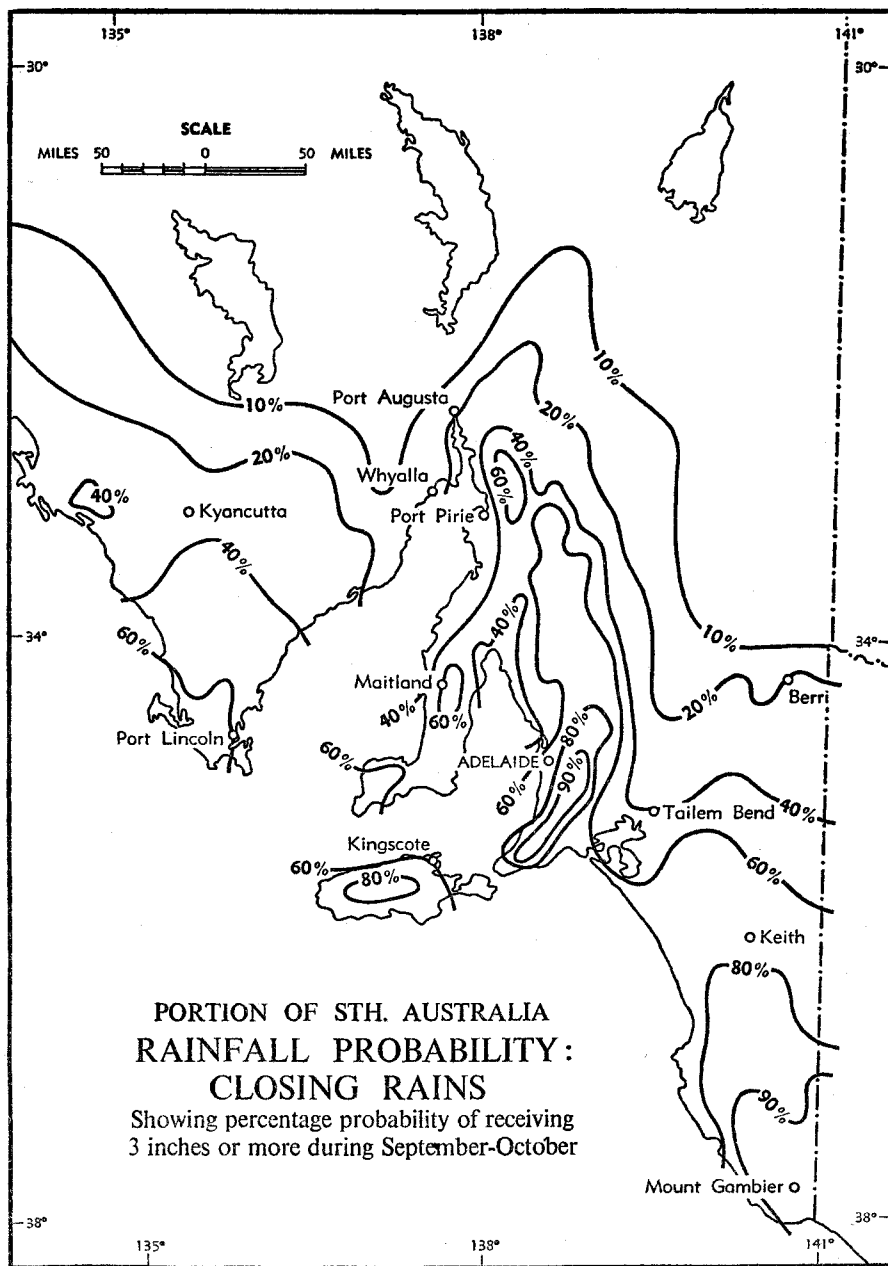 135° 138° 141°
30° 30°
SCALE
MILES 50 0 50 MILES
10%
Port Augusta
10%
20%
20%
40%
Whyalla
60%
40%
Kyancutta
Port Pirie
40%
40%
60%
34° 10% 34°
Maitland
40%
60%
20%
Berri
Port Lincoln
80%
ADELAIDE
60%
60%
90%
Tailem Bend
40%
Kingscote
60%
80%
60%
Keith
80%
PORTION OF STH. AUSTRALIA
RAINFALL PROBABILITY:
CLOSING RAINS
Showing percentage probability of receiving
3 inches or more during September-October
90%
Mount Gambier
38° 38°
135° 138° 141°